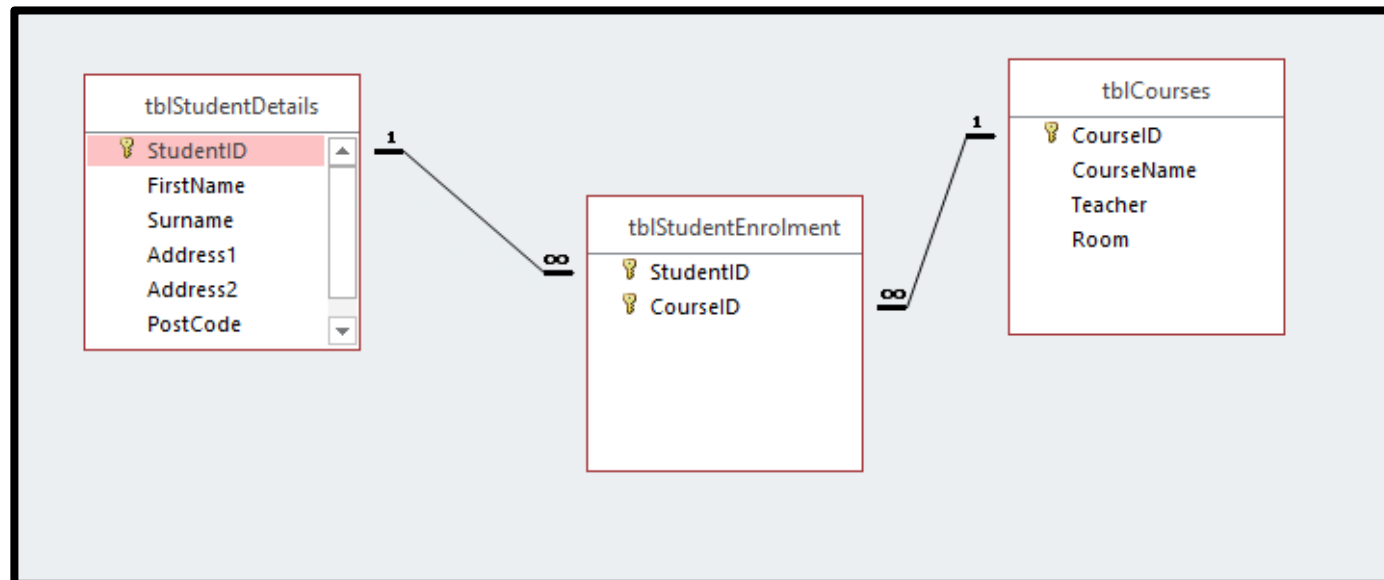 tblStudentDetails
StudentID
FirstName
Surname
Address1
Address2
PostCode
1
∞
tblStudentEnrolment
StudentID
CourseID
∞
1
tblCourses
CourseID
CourseName
Teacher
Room